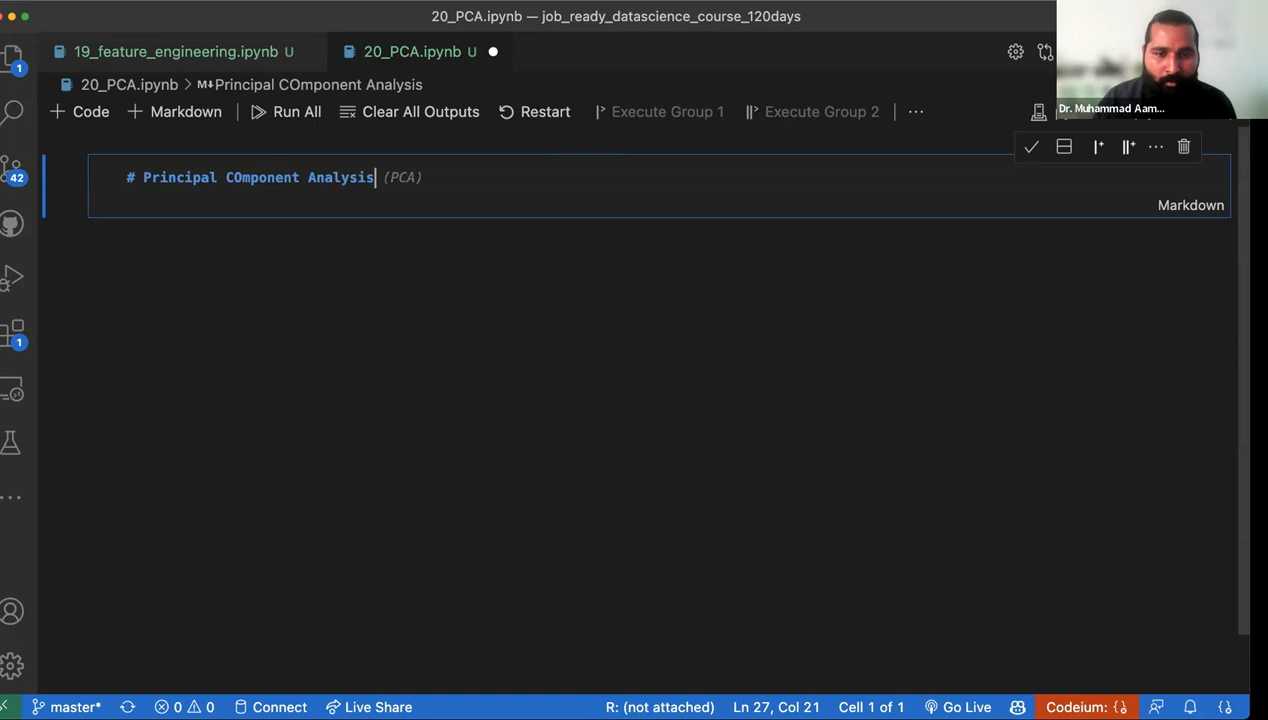 20_PCA.ipynb — job_ready_datascience_course_120days
19_feature_engineering.ipynb U
20_PCA.ipynb U
20_PCA.ipynb > M↓Principal COmponent Analysis
+ Code + Markdown Run All Clear All Outputs Restart Execute Group 1 Execute Group 2 ...
Dr. Muhammad Aam...
1
42
1
# Principal COmponent Analysis (PCA)
Markdown
master* 0 0 Connect Live Share R: (not attached) Ln 27, Col 21 Cell 1 of 1 Go Live Codeium: {}